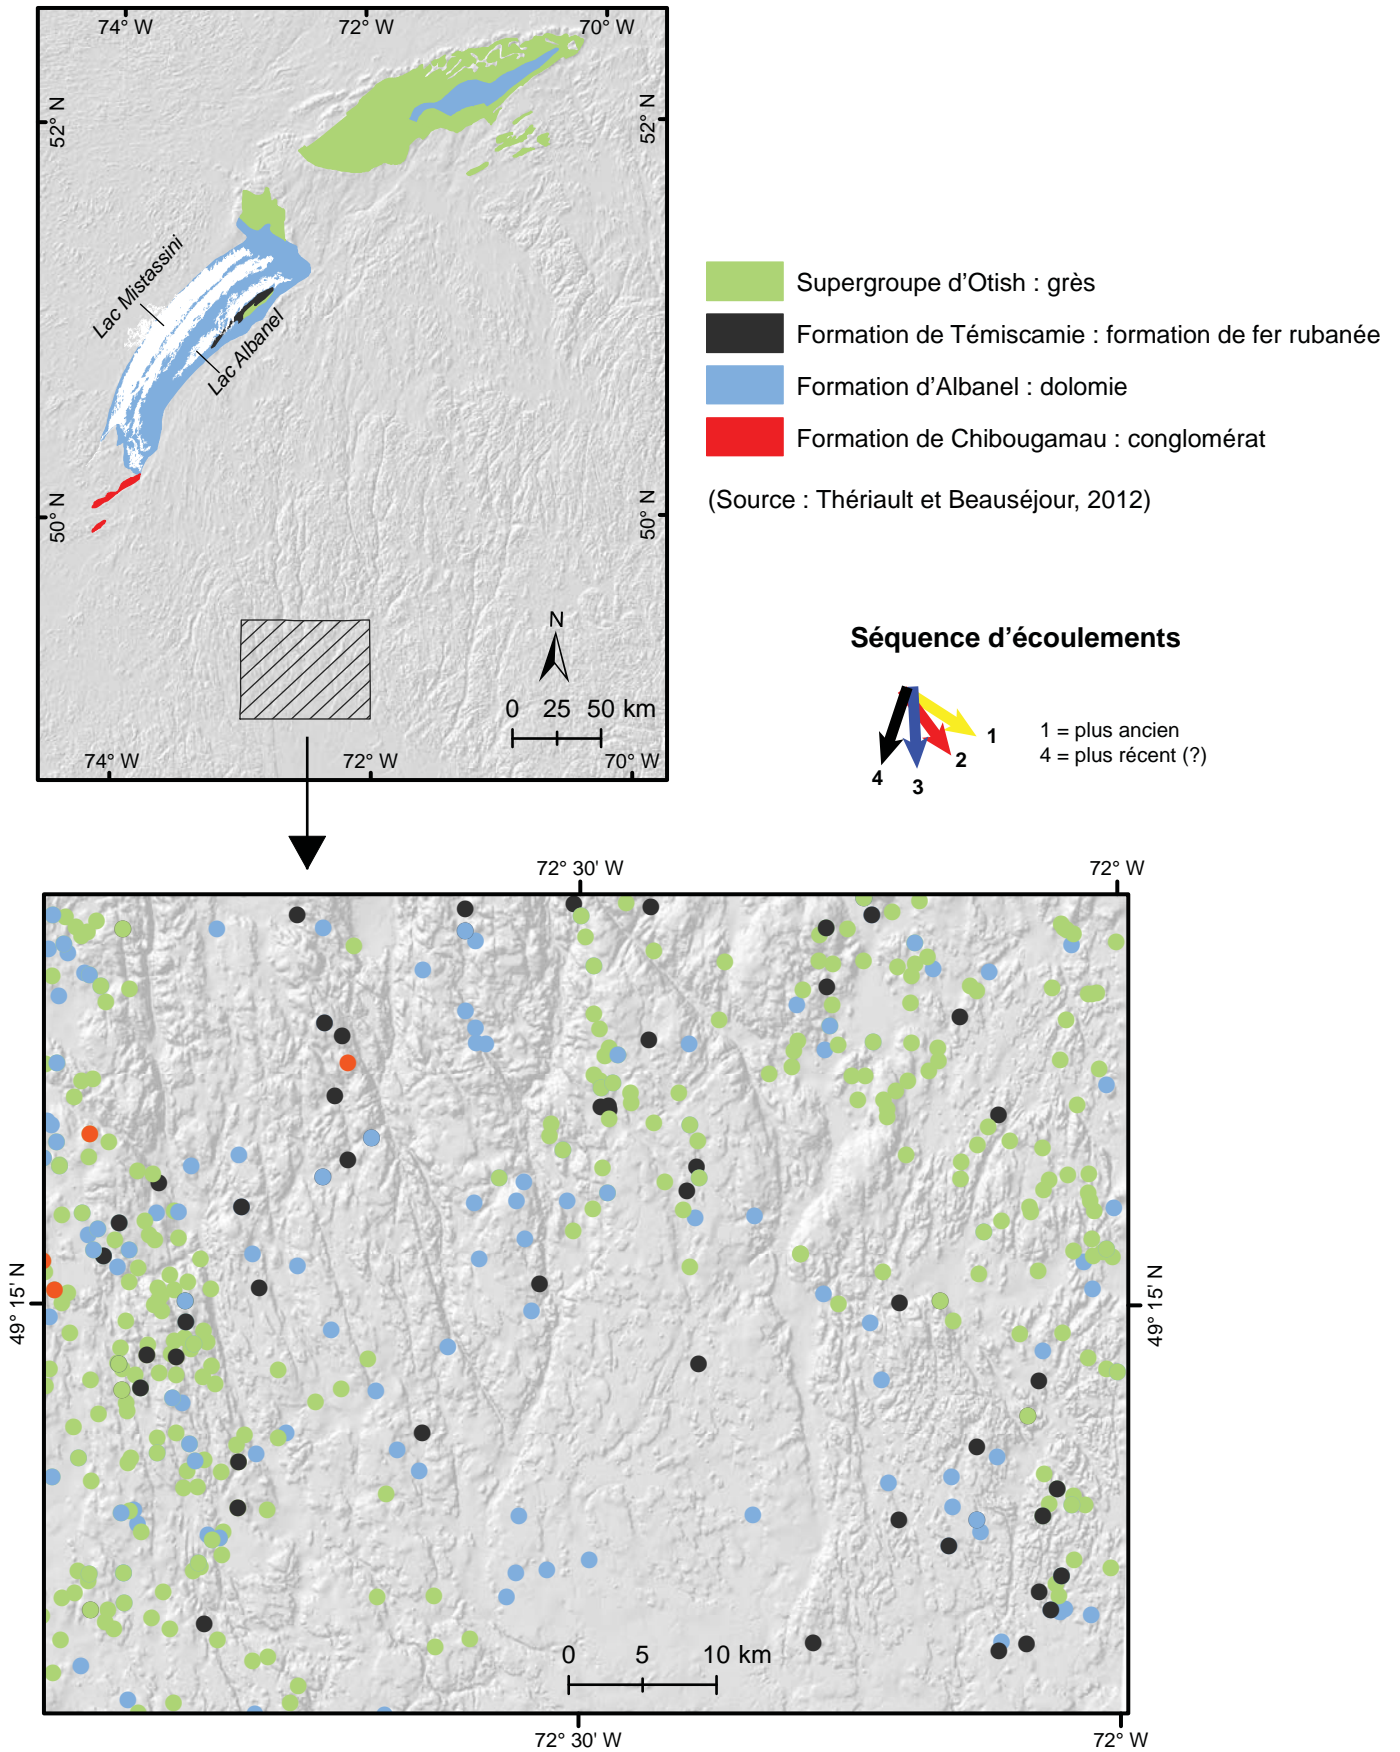 74° W
72° W
70° W
52° N
52° N
Lac Mistassini
Lac Albanel
50° N
50° N
N
0 25 50 km
74° W
72° W
70° W
Supergroupe d'Otish : grès
Formation de Témiscamie : formation de fer rubanée
Formation d'Albanel : dolomie
Formation de Chibougamau : conglomérat
(Source : Thériault et Beauséjour, 2012)
Séquence d'écoulements
1
2
3
4
1 = plus ancien
4 = plus récent (?)
72° 30' W
72° W
49° 15' N
49° 15' N
0 5 10 km
72° 30' W
72° W